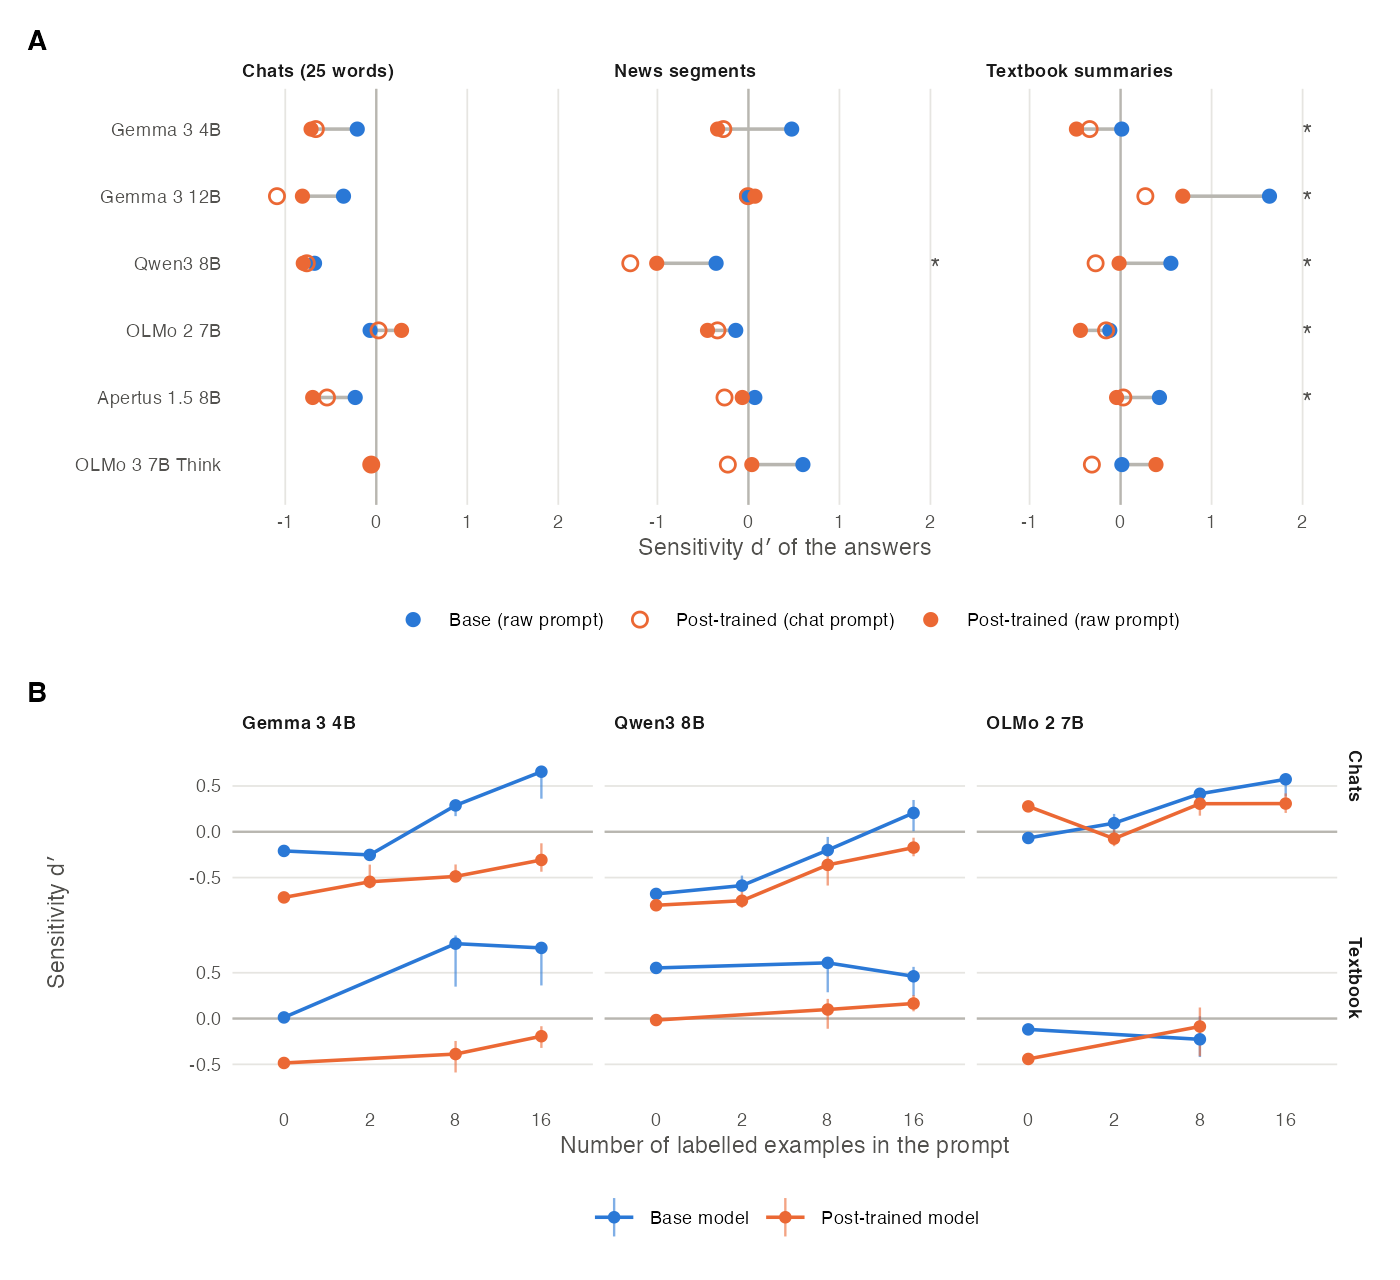 A
Chats (25 words)
News segments
Textbook summaries
Gemma 3 4B
*
Gemma 3 12B
*
Qwen3 8B
*
*
OLMo 2 7B
*
Apertus 1.5 8B
*
OLMo 3 7B Think
-1 0 1 2
-1 0 1 2
-1 0 1 2
Sensitivity d′ of the answers
Base (raw prompt)
Post-trained (chat prompt)
Post-trained (raw prompt)
B
Gemma 3 4B
Qwen3 8B
OLMo 2 7B
Sensitivity d′
0.5
0.0
-0.5
Chats
0.5
0.0
-0.5
Textbook
0 2 8 16
0 2 8 16
0 2 8 16
Number of labelled examples in the prompt
Base model
Post-trained model